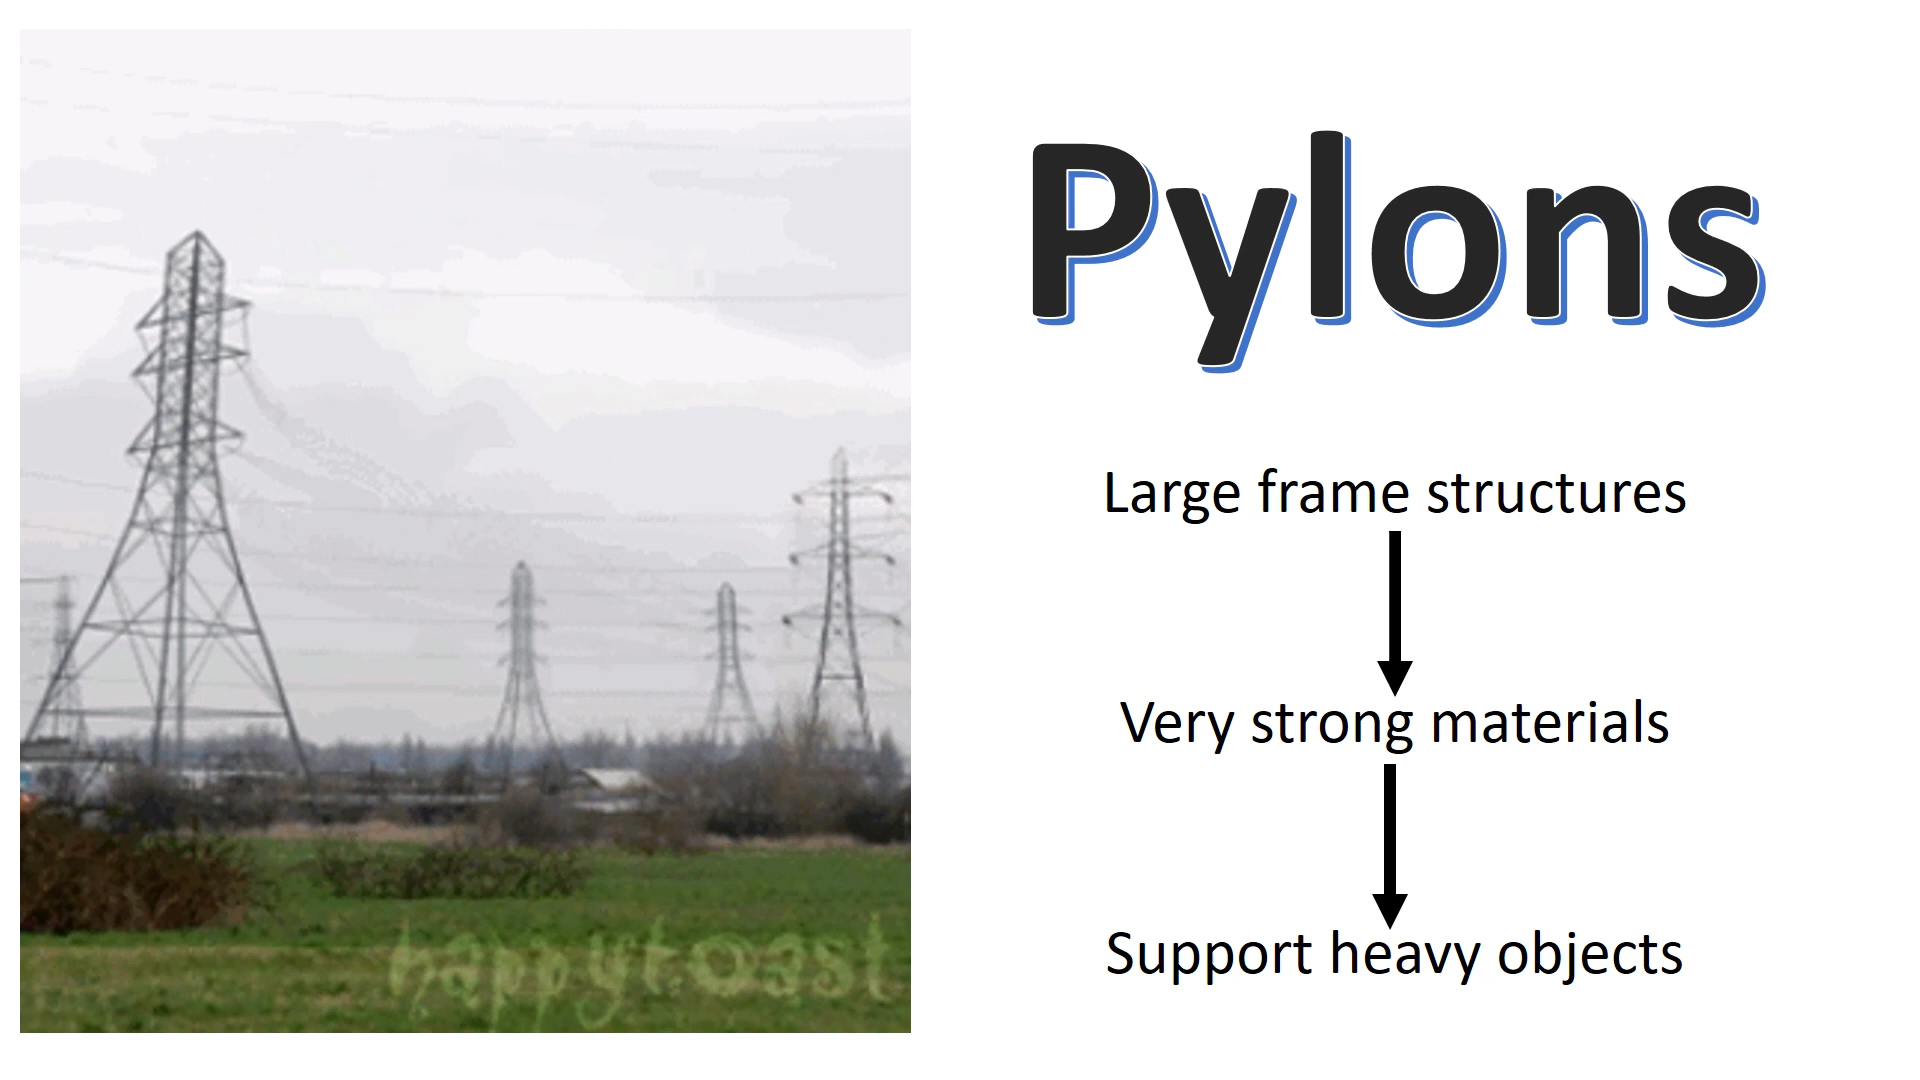 Pylons
Large frame structures
Very strong materials
Support heavy objects
happytoast